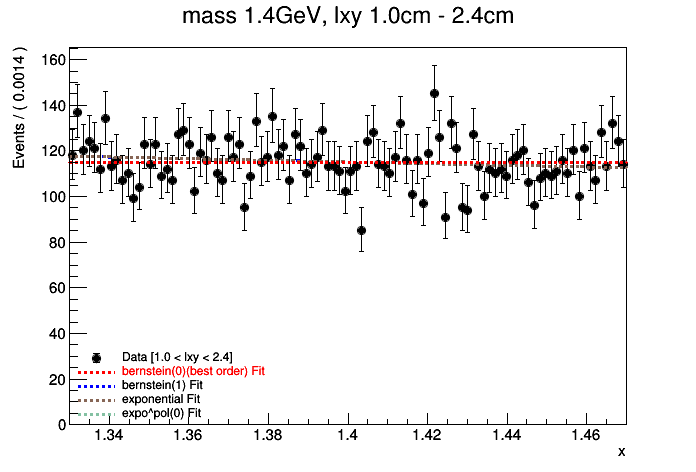 mass 1.4GeV, lxy 1.0cm - 2.4cm
Events / ( 0.0014 )
160
140
120
100
80
60
40
20
0
Data [1.0 < lxy < 2.4]
bernstein(0)(best order) Fit
bernstein(1) Fit
exponential Fit
expo^pol(0) Fit
1.34 1.36 1.38 1.4 1.42 1.44 1.46
x